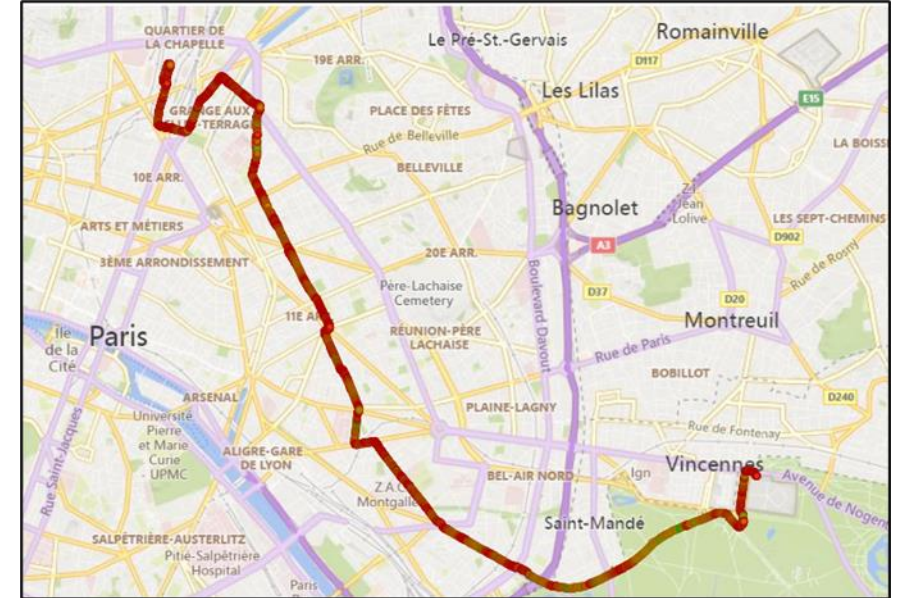 QUARTIER DE
LA CHAPELLE
Le Pré-St.-Gervais
Romainville
19E ARR.
D117
Les Lilas
E15
GRANGE AUX
PLACE DES FÊTES
Rue de Belleville
LA BOISS
BELLEVILLE
10E ARR.
Z.I.
Jean
Lolive
Bagnolet
ARTS ET MÉTIERS
LES SEPT-CHEMINS
D902
A3
3ÈME ARRONDISSEMENT
20E ARR.
Rue de Rosny
Père-Lachaise
Cemetery
D37
D20
Boulevard Davout
11E AR
Montreuil
Paris
Île
de la
Cité
RÉUNION-PÈRE
LACHAISE
Rue de Paris
BOBILLOT
ARSENAL
D240
Université
Pierre
et Marie
Curie
- UPMC
PLAINE-LAGNY
Rue de Fontenay
Rue Saint-Jacques
ALIGRE-GARE
DE LYON
Vincennes
BEL-AIR NORD
Ign
Avenue de Nogent
Z.A.C
Montgalle
Saint-Mandé
SALPÊTRIÈRE-AUSTERLITZ
Pitié-Salpêtrière
Hospital
Paris